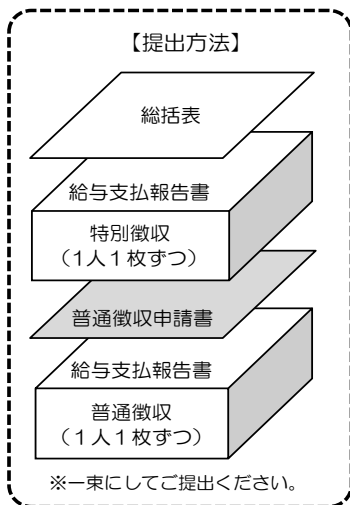 【提出方法】
総括表
給与支払報告書
特別徴収
（１人１枚ずつ）
普通徴収申請書
給与支払報告書
普通徴収
（１人１枚ずつ）
※一束にしてご提出ください。